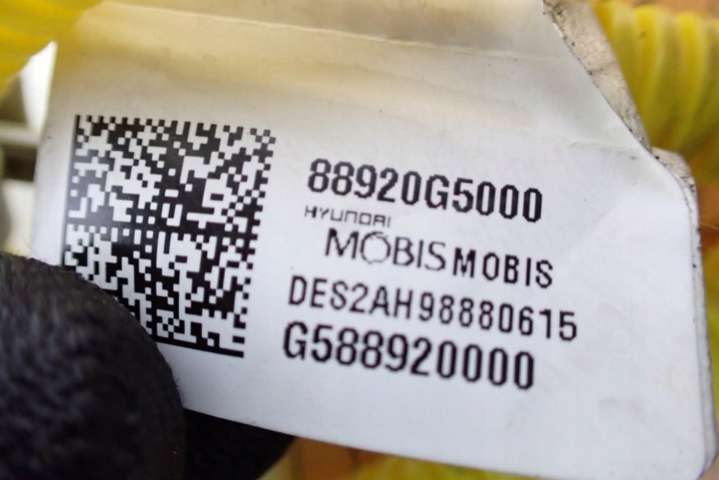 88920G5000
HYUNDAI
MOBIS MOBIS
DES2AH98880615
G588920000